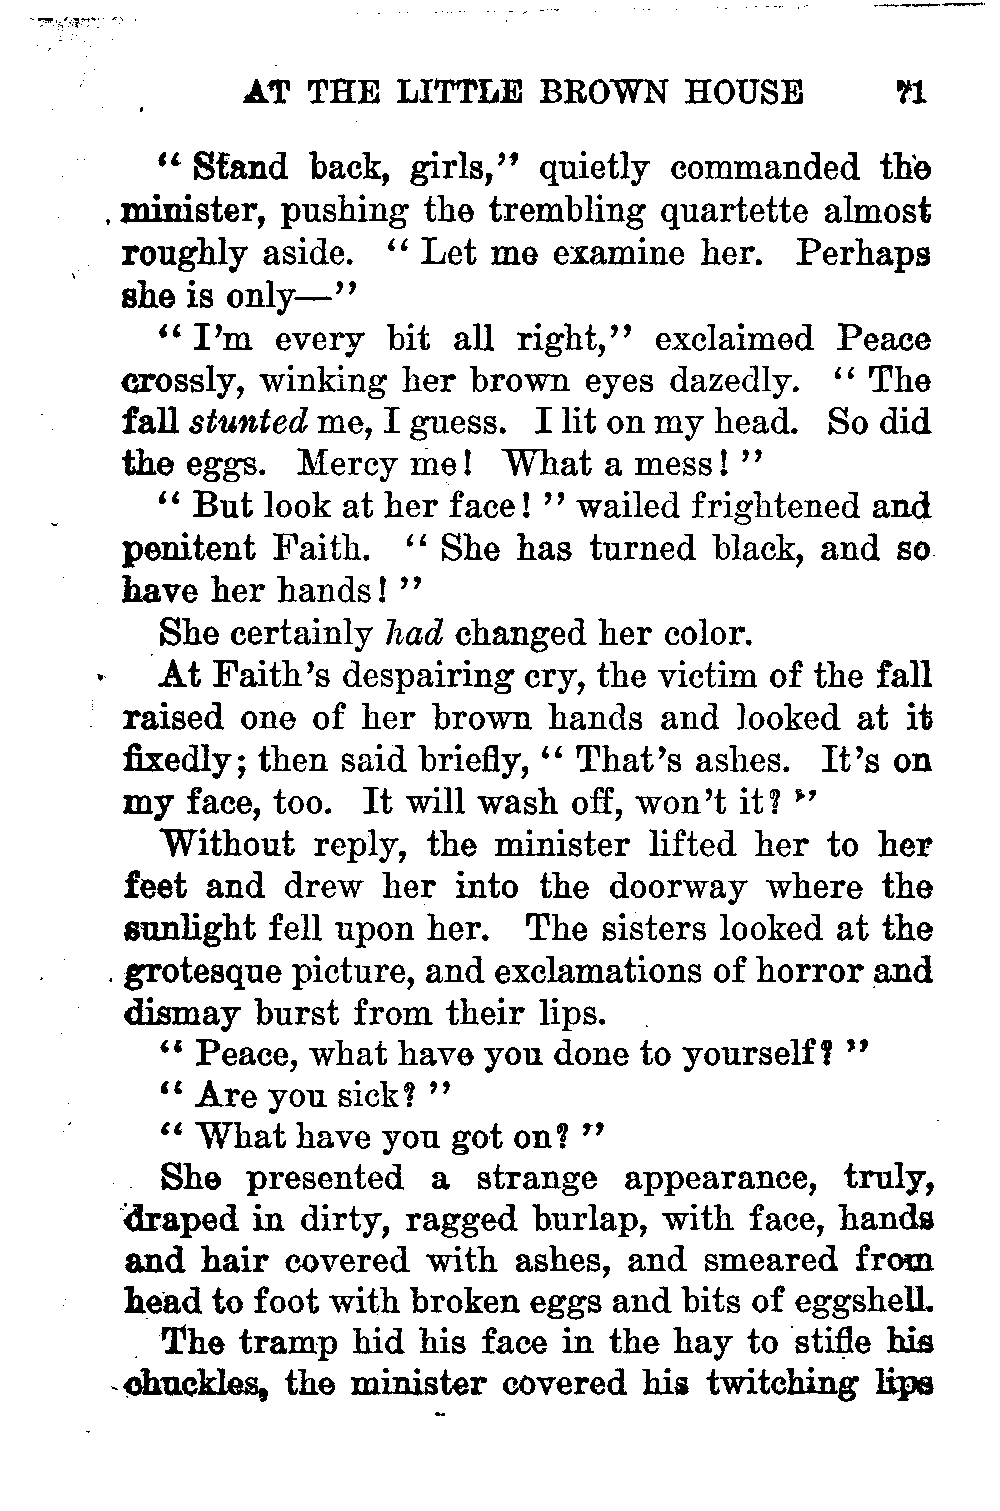 AT THE LITTLE BROWN HOUSE 71
“ Stand back, girls,” quietly commanded the
minister, pushing the trembling quartette almost
roughly aside. “ Let me examine her. Perhaps
she is only—”
“ I’m every bit all right,” exclaimed Peace
crossly, winking her brown eyes dazedly. “ The
fall stunted me, I guess. I lit on my head. So did
the eggs. Mercy me! What a mess! ”
“ But look at her face! ” wailed frightened and
penitent Faith. “ She has turned black, and so
have her hands! ”
She certainly had changed her color.
At Faith’s despairing cry, the victim of the fall
raised one of her brown hands and looked at it
fixedly; then said briefly, “ That’s ashes. It’s on
my face, too. It will wash off, won’t it? ”
Without reply, the minister lifted her to her
feet and drew her into the doorway where the
sunlight fell upon her. The sisters looked at the
grotesque picture, and exclamations of horror and
dismay burst from their lips.
“ Peace, what have you done to yourself? ”
“ Are you sick? ”
“ What have you got on? ”
She presented a strange appearance, truly,
draped in dirty, ragged burlap, with face, hands
and hair covered with ashes, and smeared from
head to foot with broken eggs and bits of eggshell.
The tramp hid his face in the hay to stifle his
chuckles, the minister covered his twitching lips